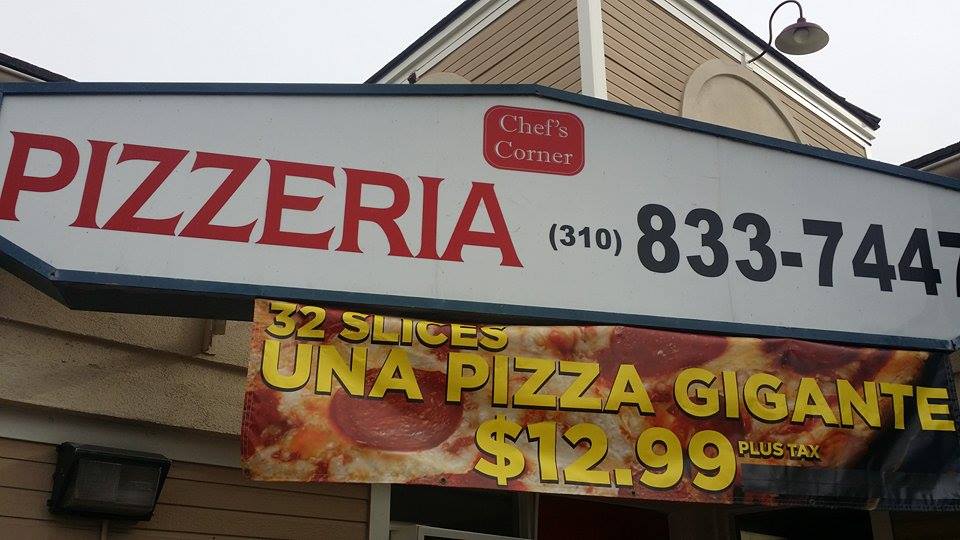 Chef's
Corner
PIZZERIA (310) 833-7447
32 SLICES
UNA PIZZA GIGANTE
$12.99 PLUS TAX